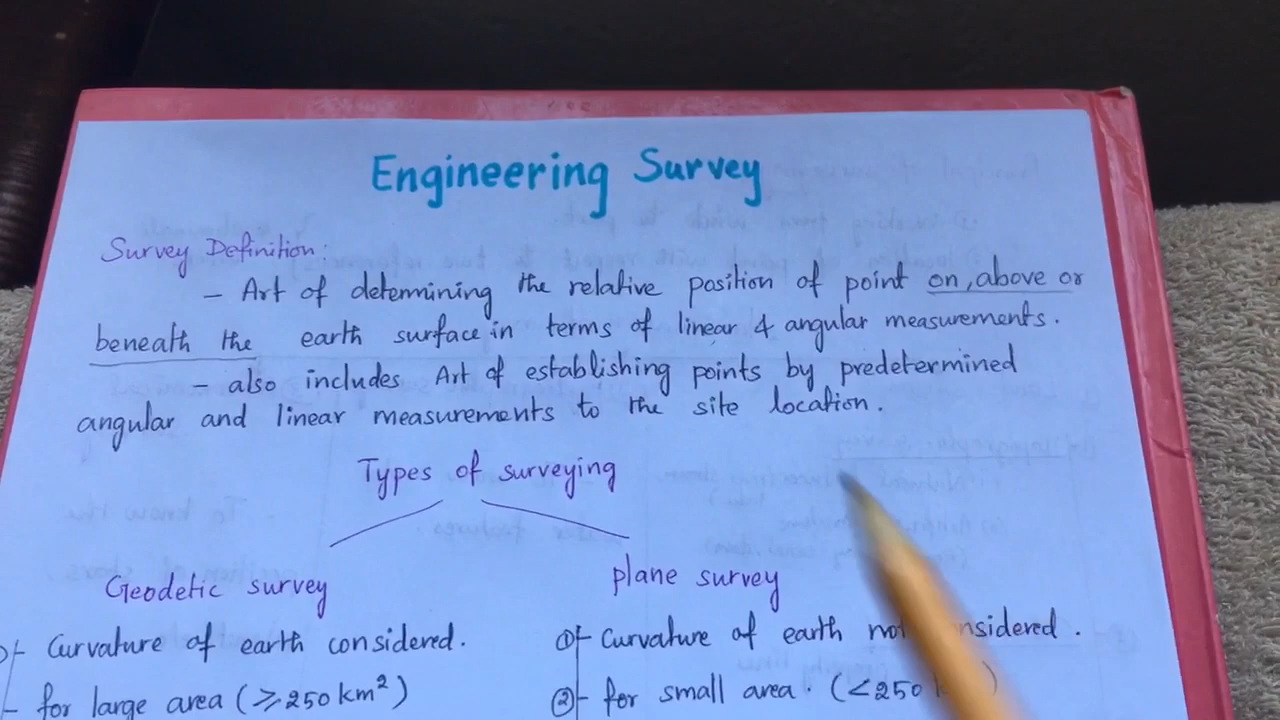 Engineering Survey
Survey Definition:
- Art of determining the relative position of point on, above or
beneath the earth surface in terms of linear & angular measurements.
- also includes Art of establishing points by predetermined
angular and linear measurements to the site location.
Types of surveying
Geodetic survey
plane survey
- Curvature of earth considered.
① - Curvature of earth not considered.
- for large area (≥250 km²)
② - for small area. (<250